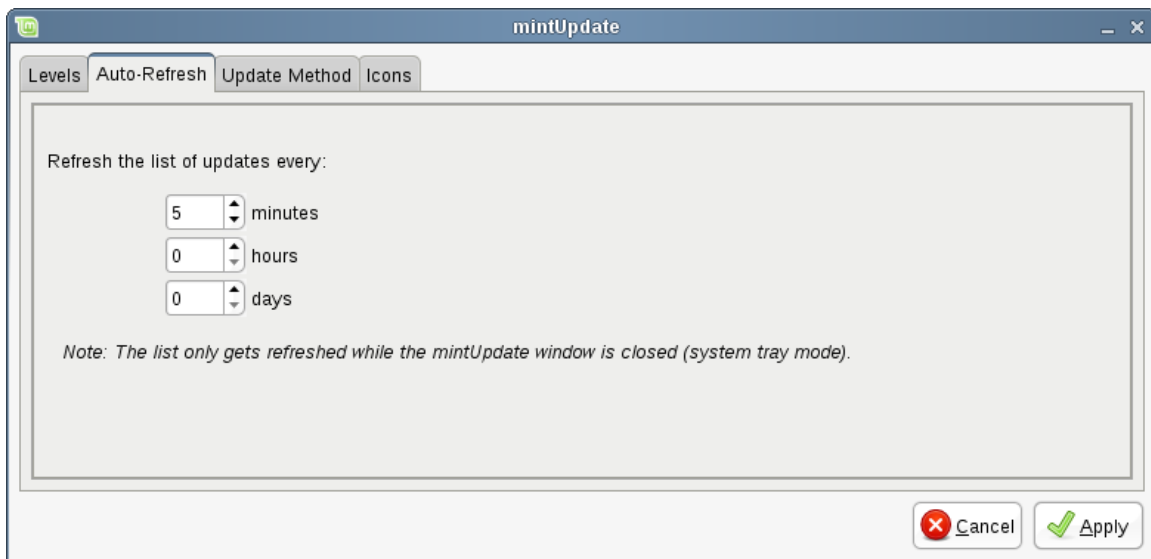 mintUpdate
Levels Auto-Refresh Update Method Icons
Refresh the list of updates every:
5 minutes
0 hours
0 days
Note: The list only gets refreshed while the mintUpdate window is closed (system tray mode).
Cancel Apply